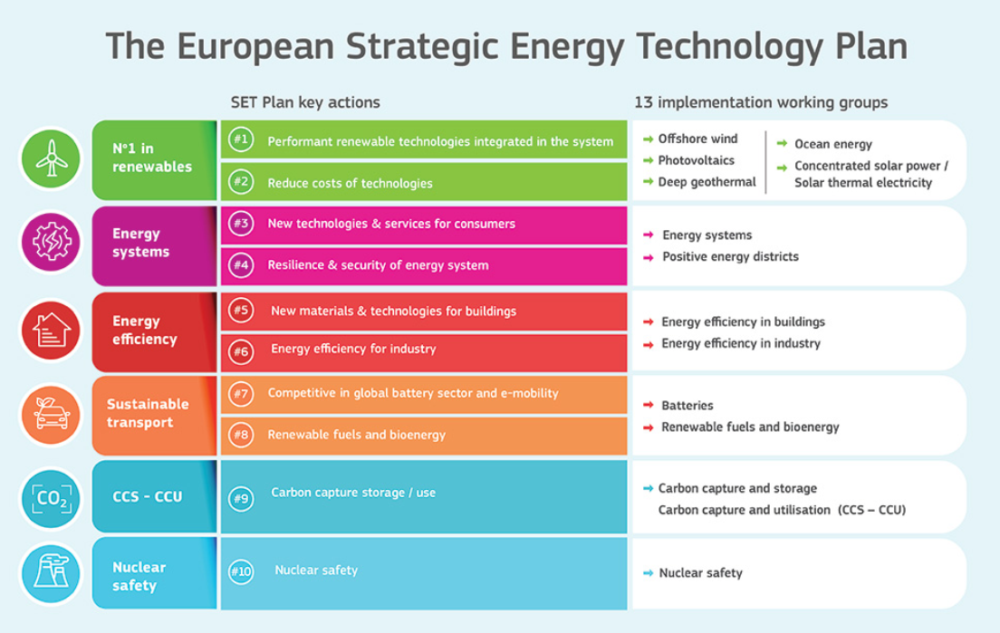 The European Strategic Energy Technology Plan
SET Plan key actions
13 implementation working groups
N°1 in
renewables
#1 Performant renewable technologies integrated in the system
#2 Reduce costs of technologies
Offshore wind
Photovoltaics
Deep geothermal
Ocean energy
Concentrated solar power /
Solar thermal electricity
Energy
systems
#3 New technologies & services for consumers
#4 Resilience & security of energy system
Energy systems
Positive energy districts
Energy
efficiency
#5 New materials & technologies for buildings
#6 Energy efficiency for industry
Energy efficiency in buildings
Energy efficiency in industry
Sustainable
transport
#7 Competitive in global battery sector and e-mobility
#8 Renewable fuels and bioenergy
Batteries
Renewable fuels and bioenergy
CO2
CCS - CCU
#9 Carbon capture storage / use
Carbon capture and storage
Carbon capture and utilisation (CCS – CCU)
Nuclear
safety
#10 Nuclear safety
Nuclear safety